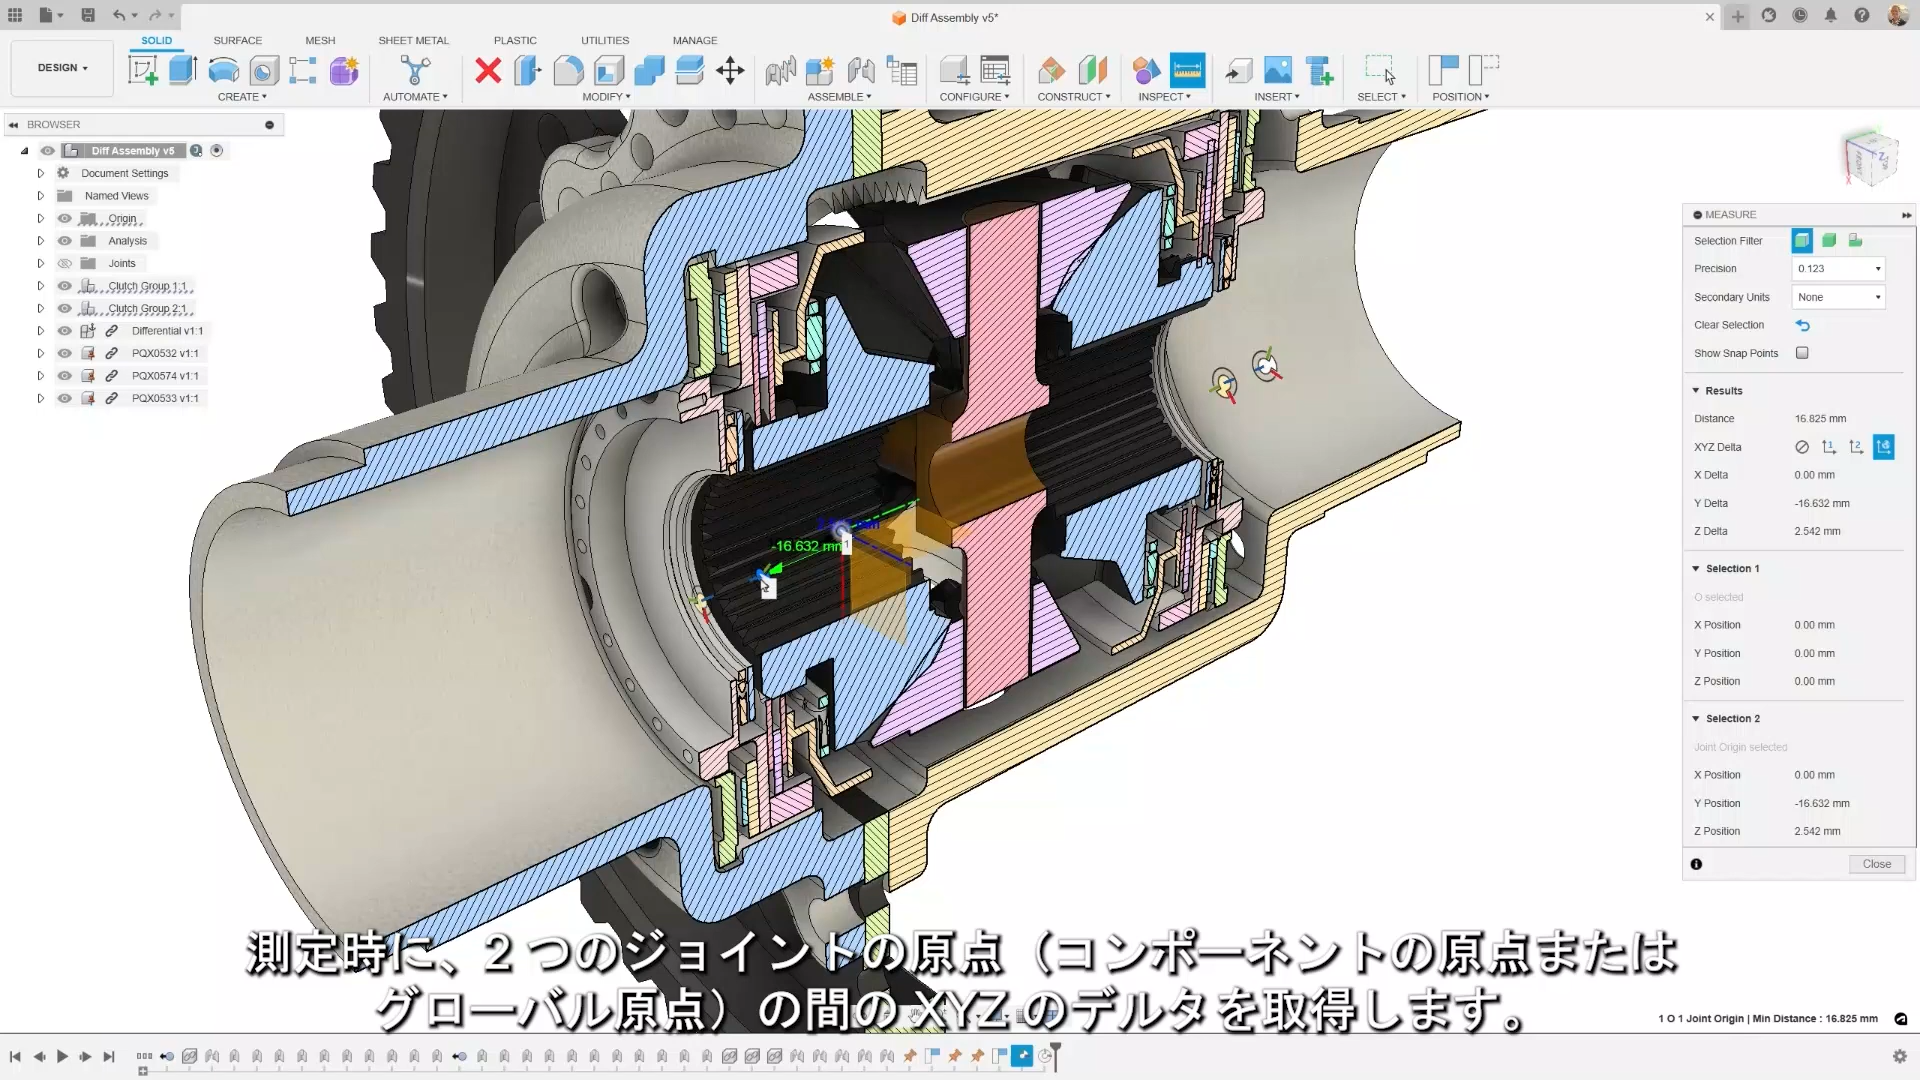 Diff Assembly v5*
SOLID SURFACE MESH SHEET METAL PLASTIC UTILITIES MANAGE
DESIGN
CREATE AUTOMATE MODIFY ASSEMBLE CONFIGURE CONSTRUCT INSPECT INSERT SELECT POSITION
BROWSER
Diff Assembly v5
Document Settings
Named Views
Origin
Analysis
Joints
Clutch Group 1:1
Clutch Group 2:1
Differential v1:1
PQX0532 v1:1
PQX0574 v1:1
PQX0533 v1:1
-16.632 mm
1
MEASURE
Selection Filter
Precision 0.123
Secondary Units None
Clear Selection
Show Snap Points
Results
Distance 16.825 mm
XYZ Delta
X Delta 0.00 mm
Y Delta -16.632 mm
Z Delta 2.542 mm
Selection 1
O selected
X Position 0.00 mm
Y Position 0.00 mm
Z Position 0.00 mm
Selection 2
Joint Origin selected
X Position 0.00 mm
Y Position -16.632 mm
Z Position 2.542 mm
Close
測定時に、2 つのジョイントの原点（コンポーネントの原点または
グローバル原点）の間の XYZ のデルタを取得します。
1 O 1 Joint Origin | Min Distance : 16.825 mm